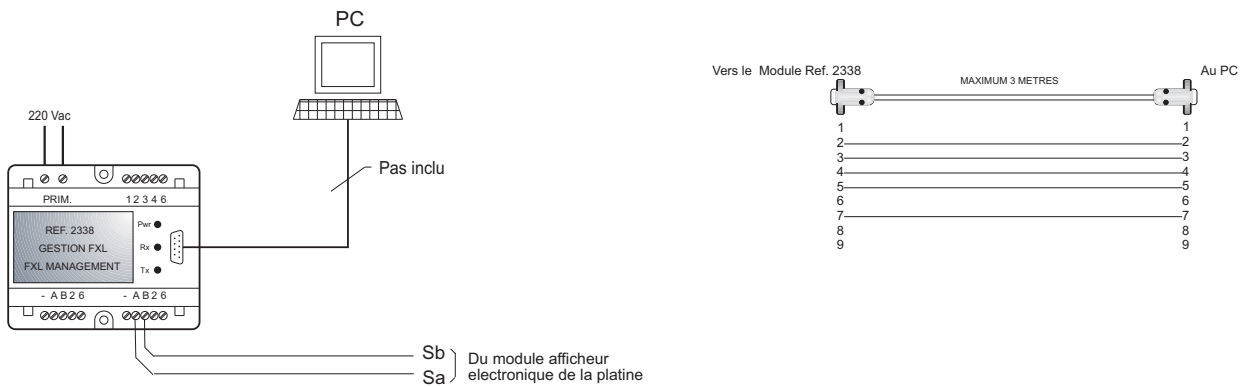 PC
220 Vac
Pas inclu
PRIM.
1 2 3 4 6
REF. 2338
GESTION FXL
FXL MANAGEMENT
Pwr
Rx
Tx
- A B 2 6
- A B 2 6
Sb
Sa
Du module afficheur
electronique de la platine
Vers le Module Ref. 2338
MAXIMUM 3 METRES
Au PC
1 1
2 2
3 3
4 4
5 5
6 6
7 7
8 8
9 9